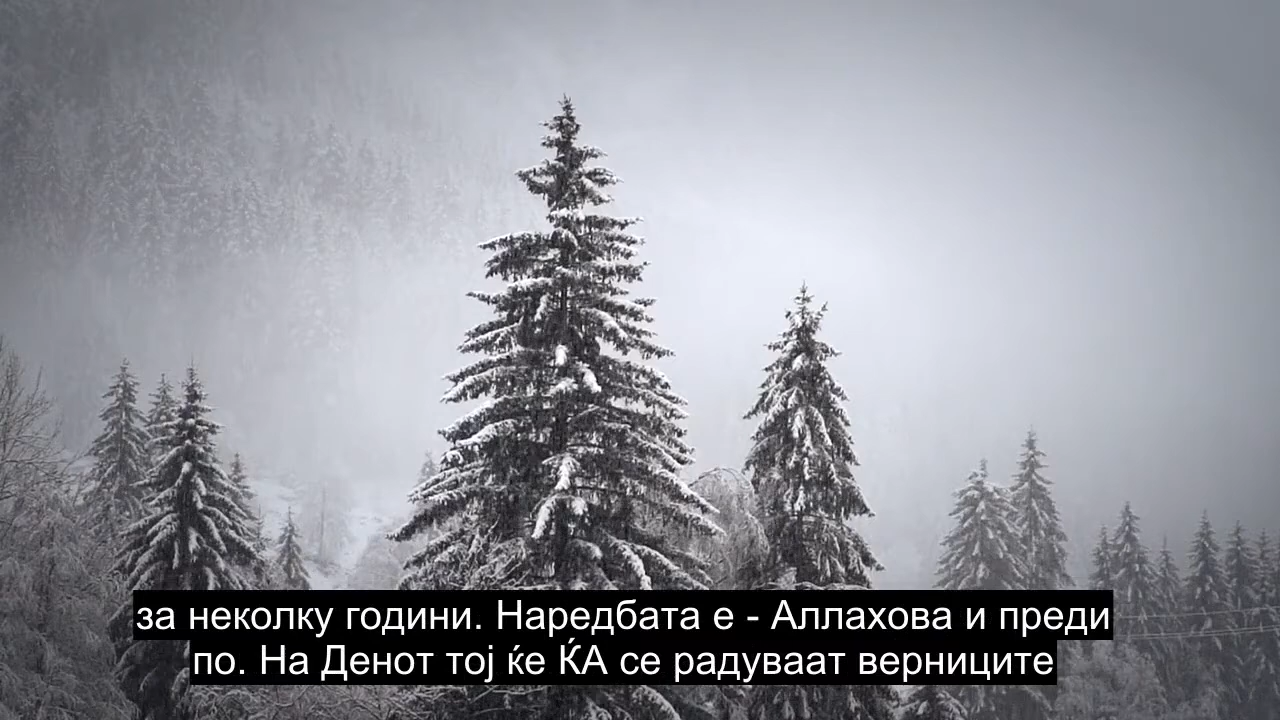 за неколку години. Наредбата е - Аллахова и преди
по. На Денот тој ќе ЌА се радуваат верниците